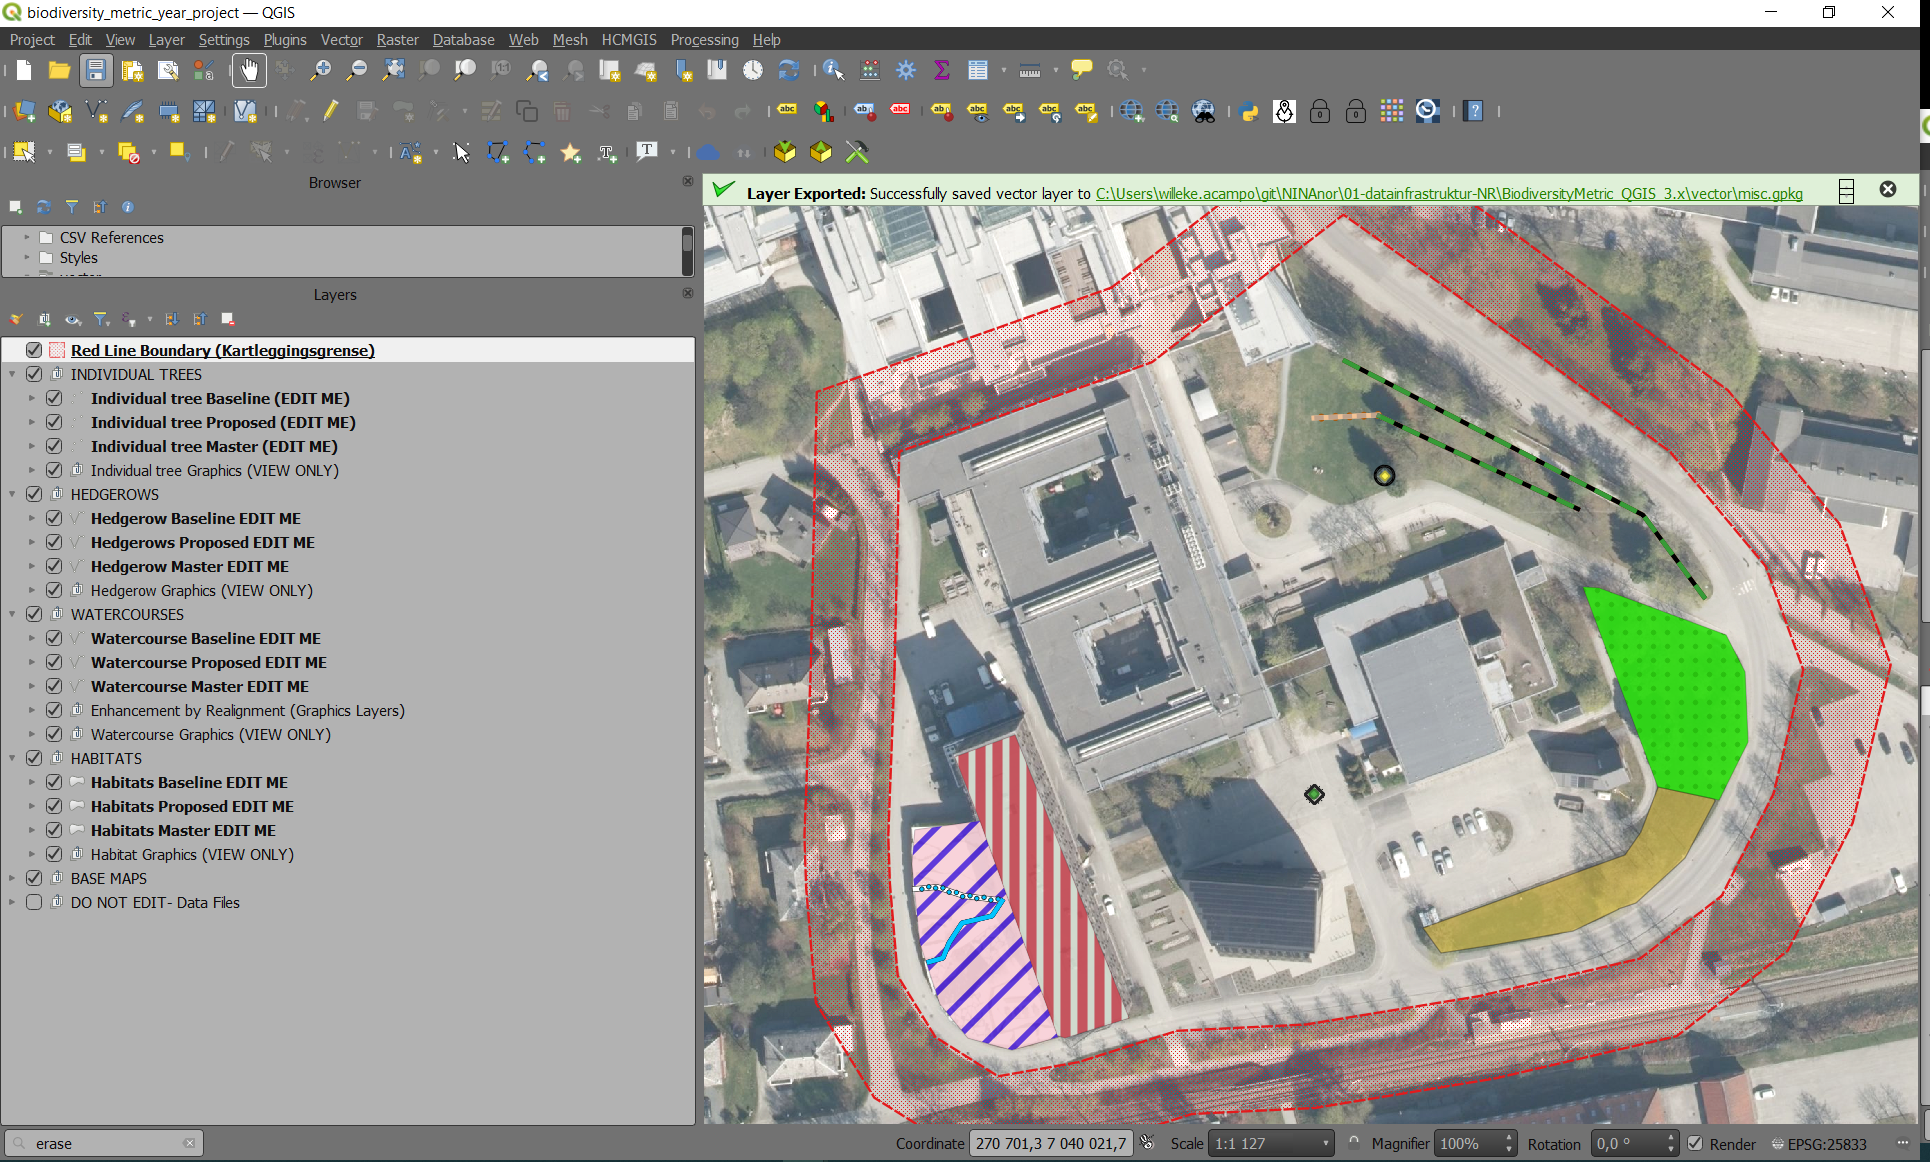 biodiversity_metric_year_project — QGIS
Project Edit View Layer Settings Plugins Vector Raster Database Web Mesh HCMGIS Processing Help
Browser
CSV References
Styles
Layers
Red Line Boundary (Kartleggingsgrense)
INDIVIDUAL TREES
Individual tree Baseline (EDIT ME)
Individual tree Proposed (EDIT ME)
Individual tree Master (EDIT ME)
Individual tree Graphics (VIEW ONLY)
HEDGEROWS
Hedgerow Baseline EDIT ME
Hedgerows Proposed EDIT ME
Hedgerow Master EDIT ME
Hedgerow Graphics (VIEW ONLY)
WATERCOURSES
Watercourse Baseline EDIT ME
Watercourse Proposed EDIT ME
Watercourse Master EDIT ME
Enhancement by Realignment (Graphics Layers)
Watercourse Graphics (VIEW ONLY)
HABITATS
Habitats Baseline EDIT ME
Habitats Proposed EDIT ME
Habitats Master EDIT ME
Habitat Graphics (VIEW ONLY)
BASE MAPS
DO NOT EDIT- Data Files
Layer Exported: Successfully saved vector layer to C:\Users\willeke.acampo\git\NINAnor\01-datainfrastruktur-NR\BiodiversityMetric_QGIS_3.x\vector\misc.gpkg
erase
Coordinate 270 701,3 7 040 021,7 Scale 1:1 127 Magnifier 100% Rotation 0,0 ° Render EPSG:25833